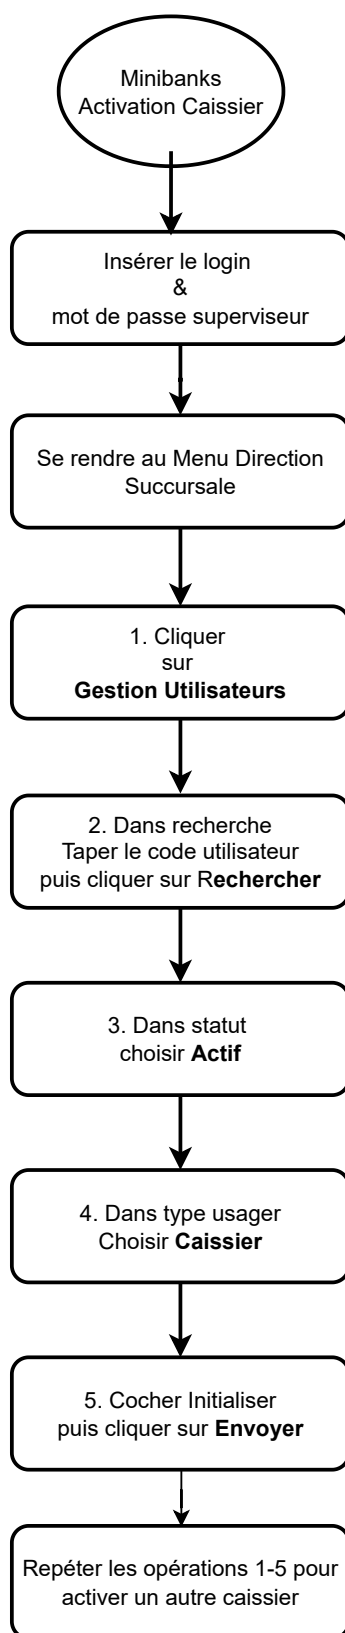 Minibanks
Activation Caissier
Insérer le login
&
mot de passe superviseur
Se rendre au Menu Direction
Succursale
1. Cliquer
sur
Gestion Utilisateurs
2. Dans recherche
Taper le code utilisateur
puis cliquer sur Rechercher
3. Dans statut
choisir Actif
4. Dans type usager
Choisir Caissier
5. Cocher Initialiser
puis cliquer sur Envoyer
Repéter les opérations 1-5 pour
activer un autre caissier